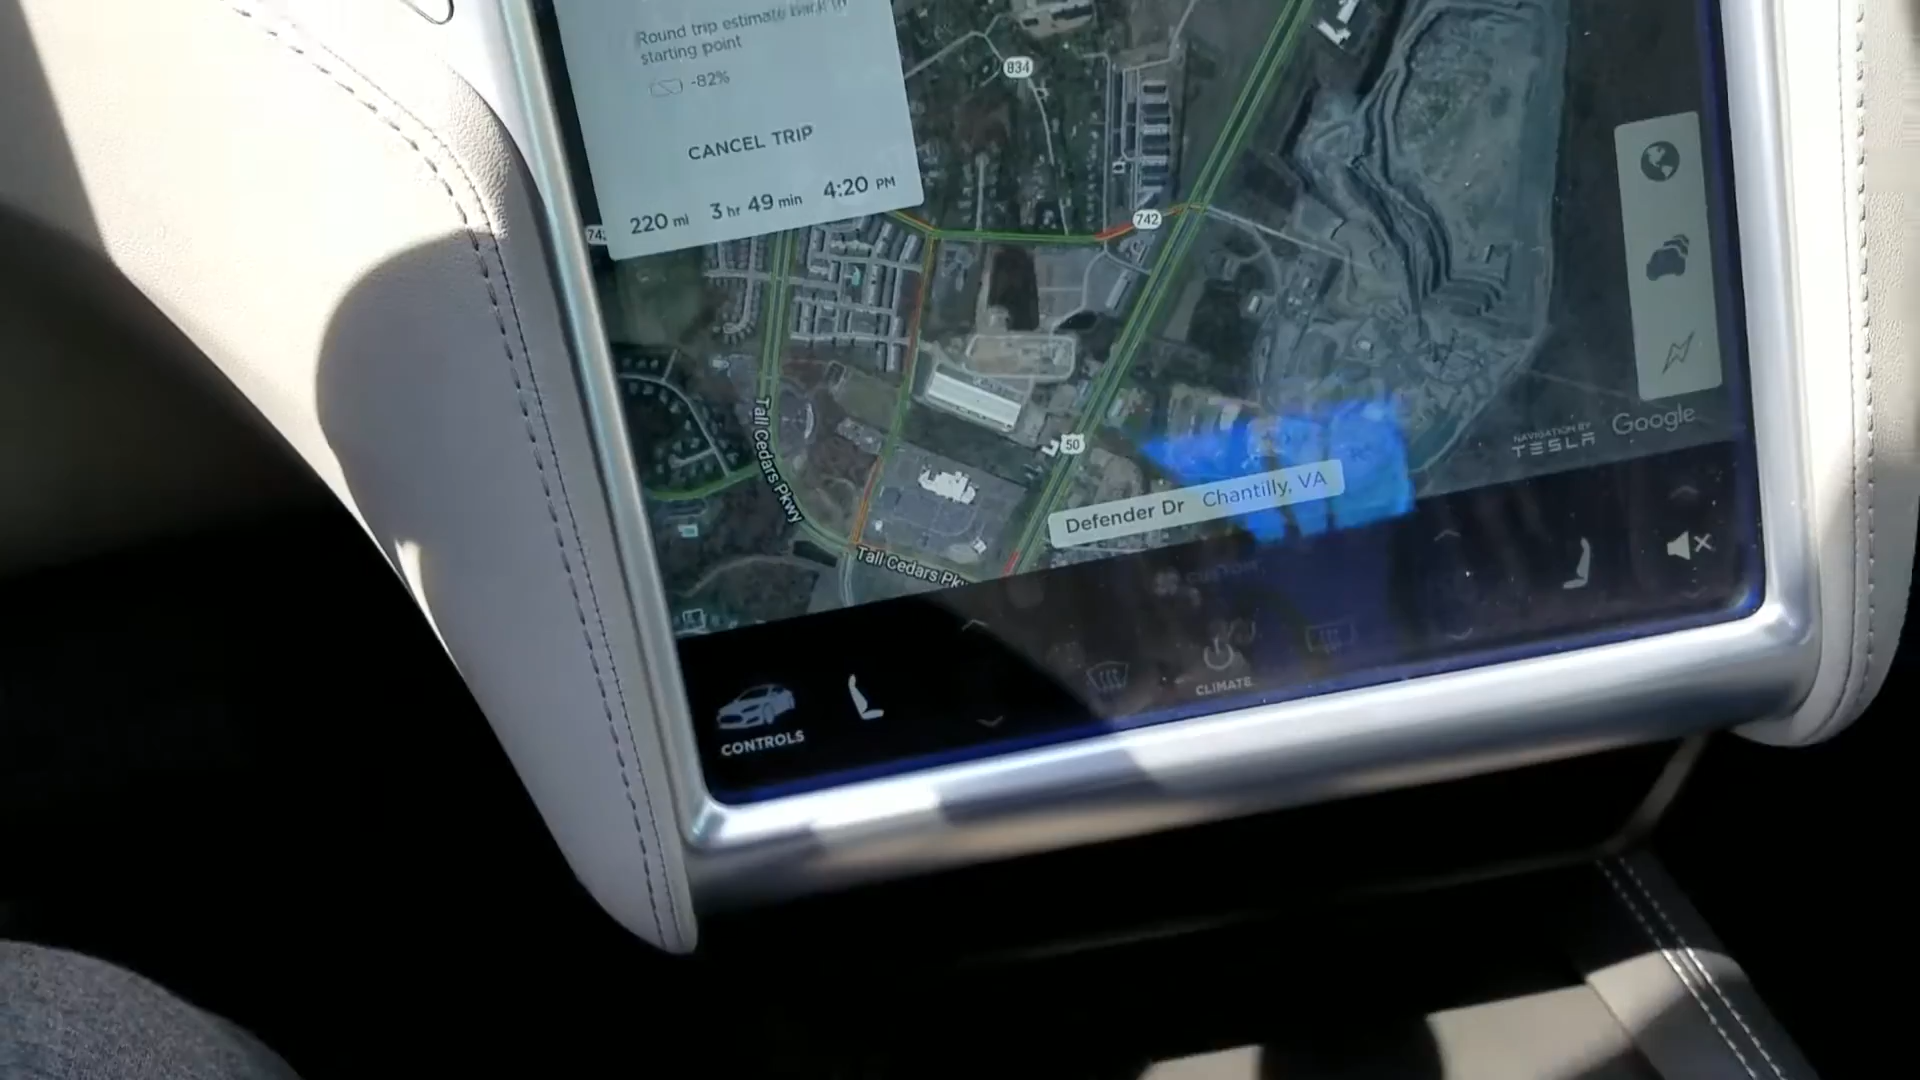 Round trip estimate back to
starting point
-82%
CANCEL TRIP
220 mi 3 hr 49 min 4:20 PM
834
742
742
50
Tall Cedars Pkwy
Tall Cedars Pkwy
Defender Dr Chantilly, VA
NAVIGATION BY
TESLA
Google
CUSTOM
CONTROLS
CLIMATE